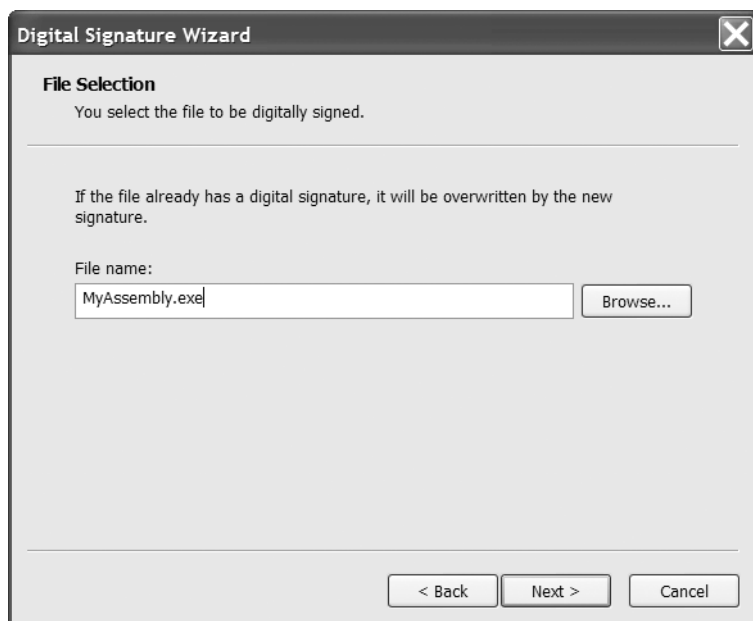 Digital Signature Wizard
File Selection
You select the file to be digitally signed.
If the file already has a digital signature, it will be overwritten by the new
signature.
File name:
MyAssembly.exe
Browse...
< Back
Next >
Cancel